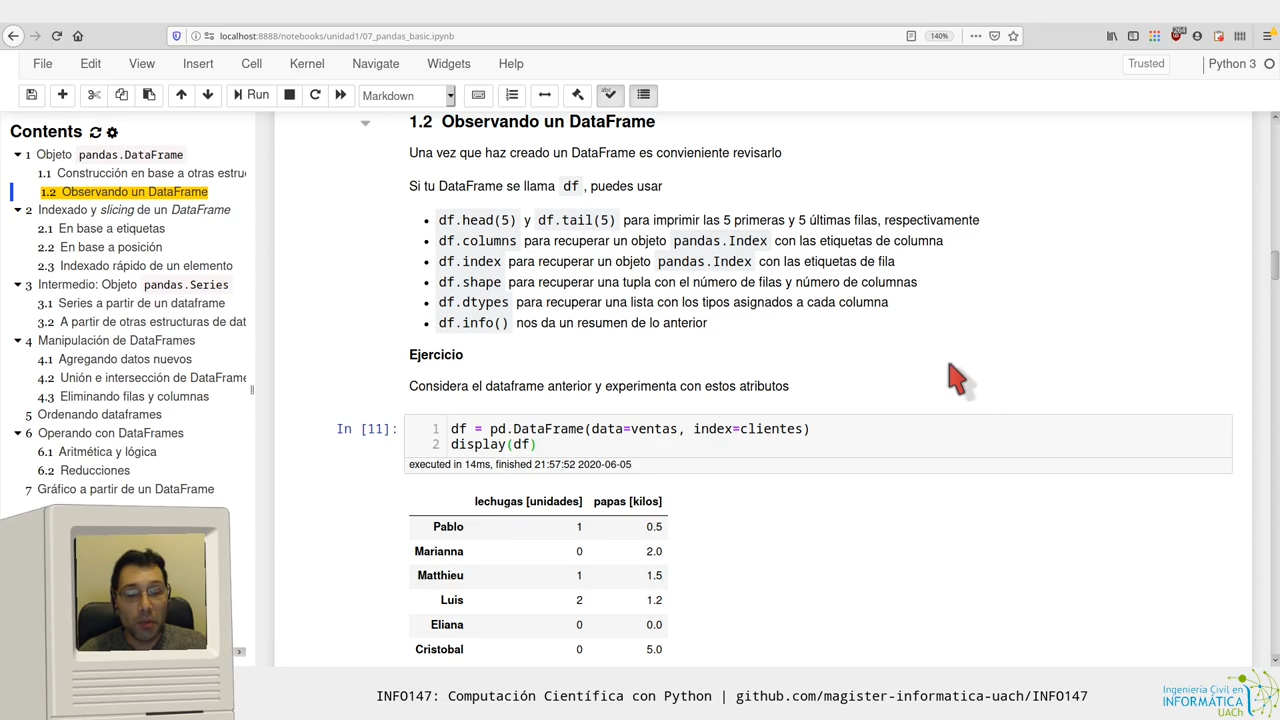 localhost:8888/notebooks/unidad1/07_pandas_basic.ipynb
140%
File Edit View Insert Cell Kernel Navigate Widgets Help
Trusted
Python 3
Run
Markdown
Contents
1 Objeto pandas.DataFrame
1.1 Construcción en base a otras estru
1.2 Observando un DataFrame
2 Indexado y slicing de un DataFrame
2.1 En base a etiquetas
2.2 En base a posición
2.3 Indexado rápido de un elemento
3 Intermedio: Objeto pandas.Series
3.1 Series a partir de un dataframe
3.2 A partir de otras estructuras de dat
4 Manipulación de DataFrames
4.1 Agregando datos nuevos
4.2 Unión e intersección de DataFrame
4.3 Eliminando filas y columnas
5 Ordenando dataframes
6 Operando con DataFrames
6.1 Aritmética y lógica
6.2 Reducciones
7 Gráfico a partir de un DataFrame
1.2 Observando un DataFrame
Una vez que haz creado un DataFrame es convieniente revisarlo
Si tu DataFrame se llama df, puedes usar
• df.head(5) y df.tail(5) para imprimir las 5 primeras y 5 últimas filas, respectivamente
• df.columns para recuperar un objeto pandas.Index con las etiquetas de columna
• df.index para recuperar un objeto pandas.Index con las etiquetas de fila
• df.shape para recuperar una tupla con el número de filas y número de columnas
• df.dtypes para recuperar una lista con los tipos asignados a cada columna
• df.info() nos da un resumen de lo anterior
Ejercicio
Considera el dataframe anterior y experimenta con estos atributos
In [11]:
1 df = pd.DataFrame(data=ventas, index=clientes)
2 display(df)
executed in 14ms, finished 21:57:52 2020-06-05
lechugas [unidades] papas [kilos]
Pablo 1 0.5
Marianna 0 2.0
Matthieu 1 1.5
Luis 2 1.2
Eliana 0 0.0
Cristobal 0 5.0
INFO147: Computación Científica con Python | github.com/magister-informatica-uach/INFO147
Ingeniería Civil en
INFORMÁTICA
UACh